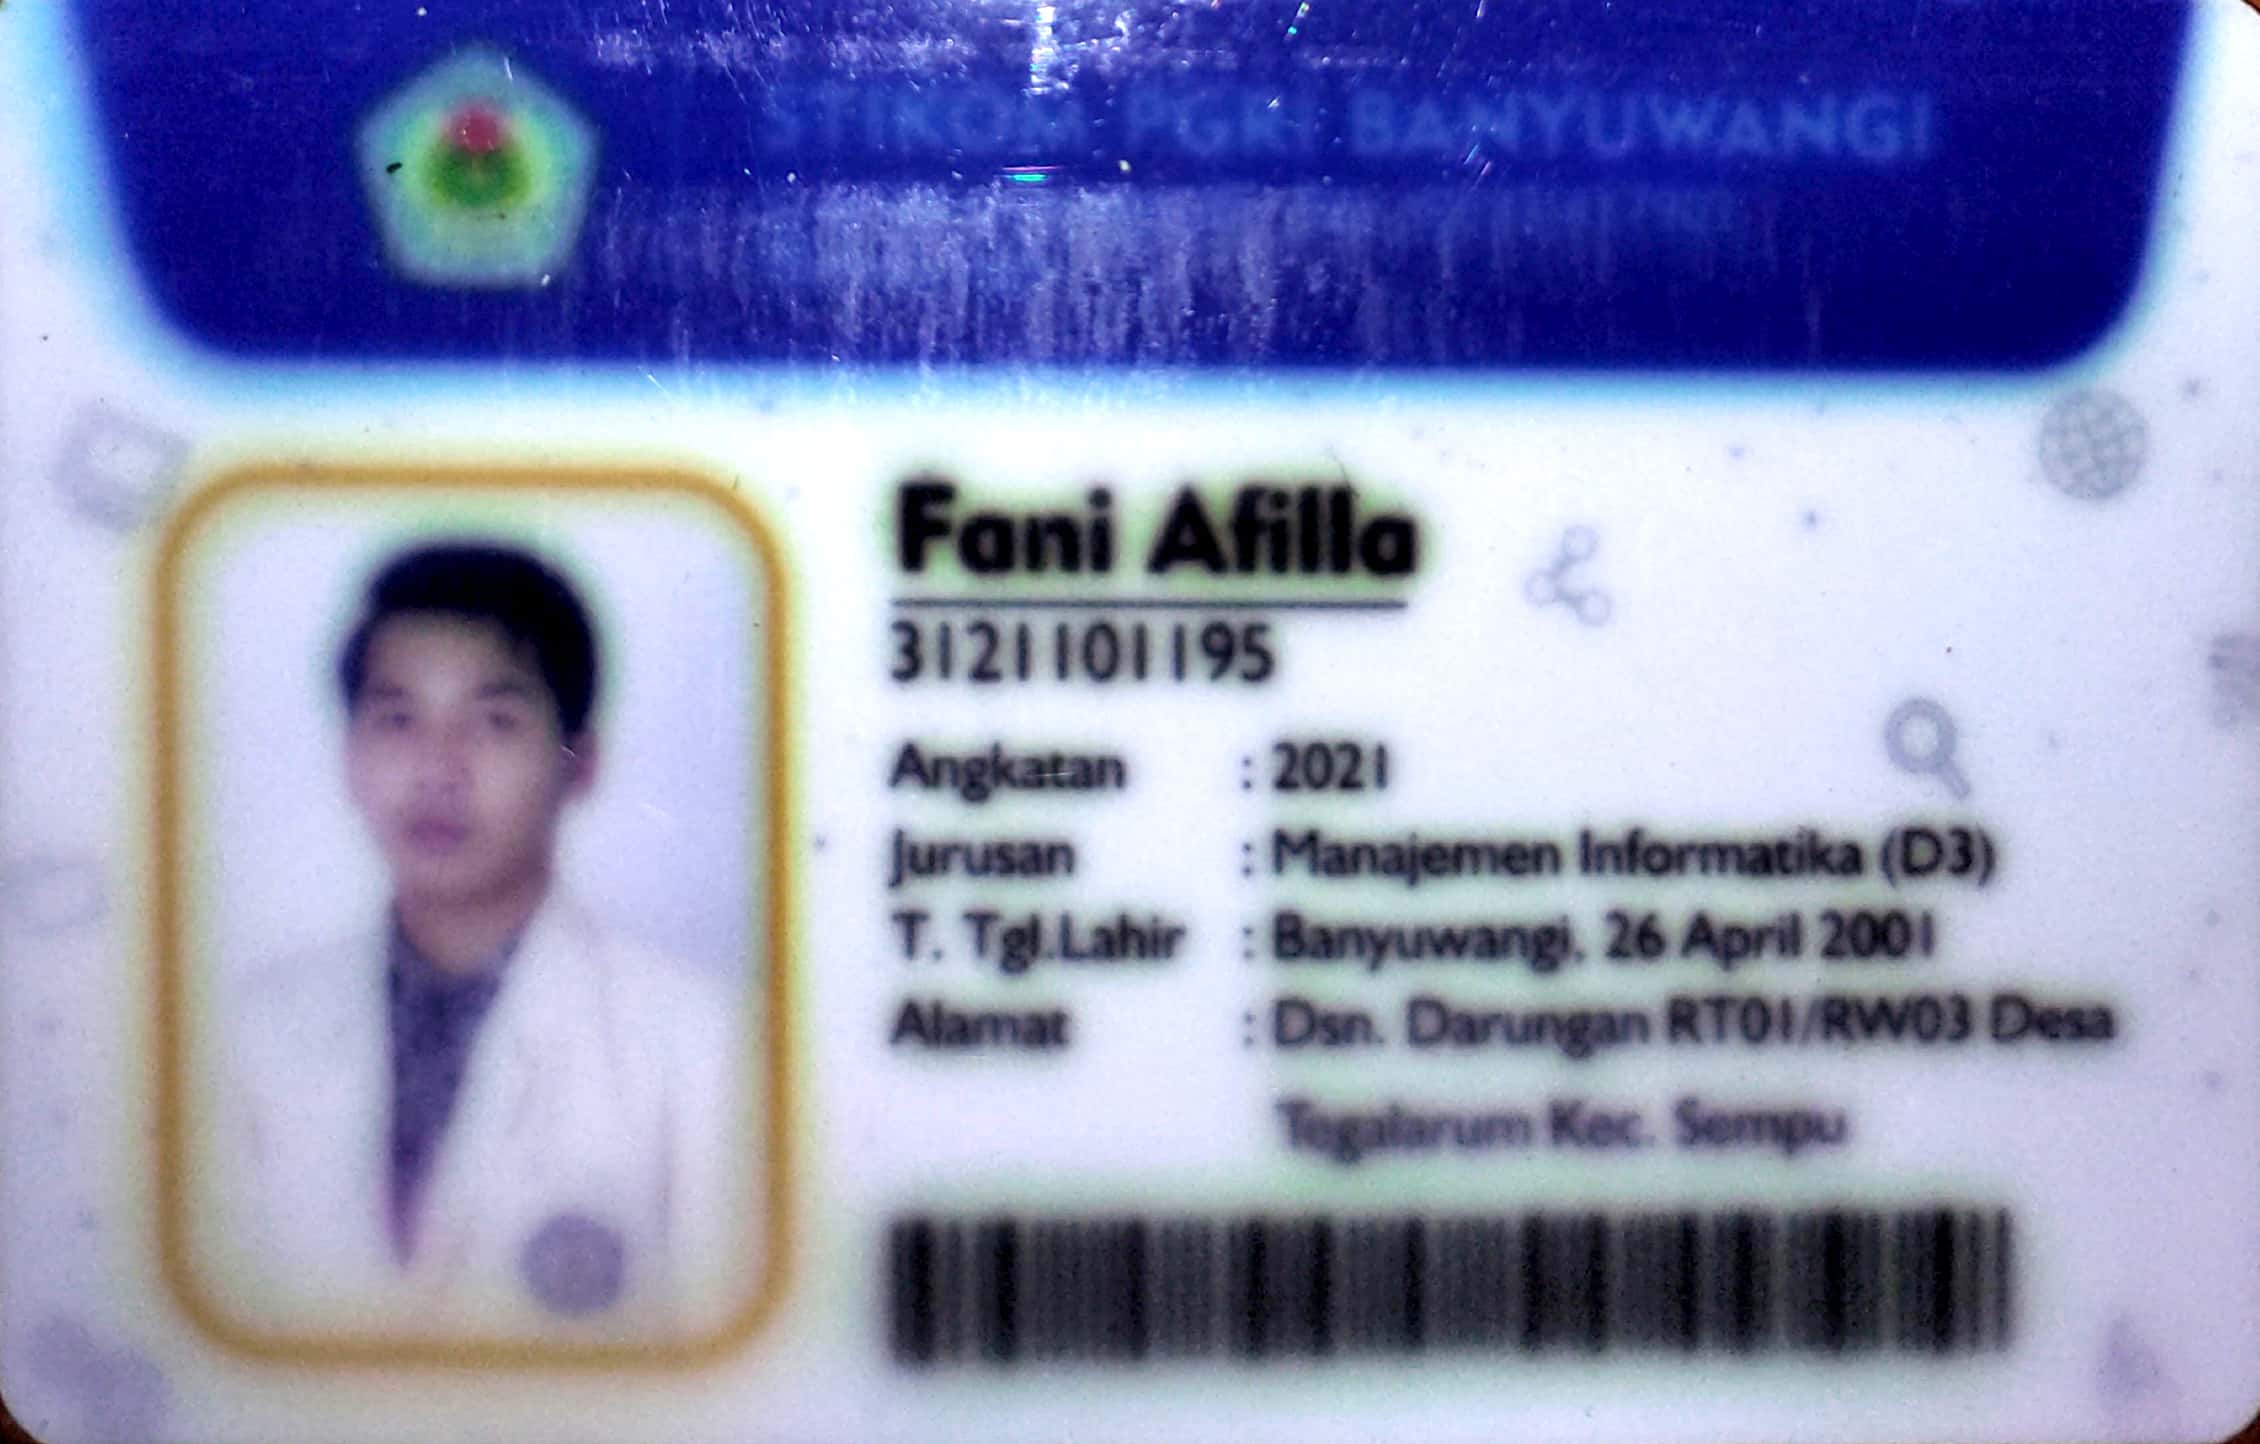 STIKOM PGRI BANYUWANGI
Fani Afilla
3121101195
Angkatan : 2021
Jurusan : Manajemen Informatika (D3)
T. Tgl.Lahir : Banyuwangi, 26 April 2001
Alamat : Dsn. Darungan RT01/RW03 Desa
Tegalarum Kec. Sempu